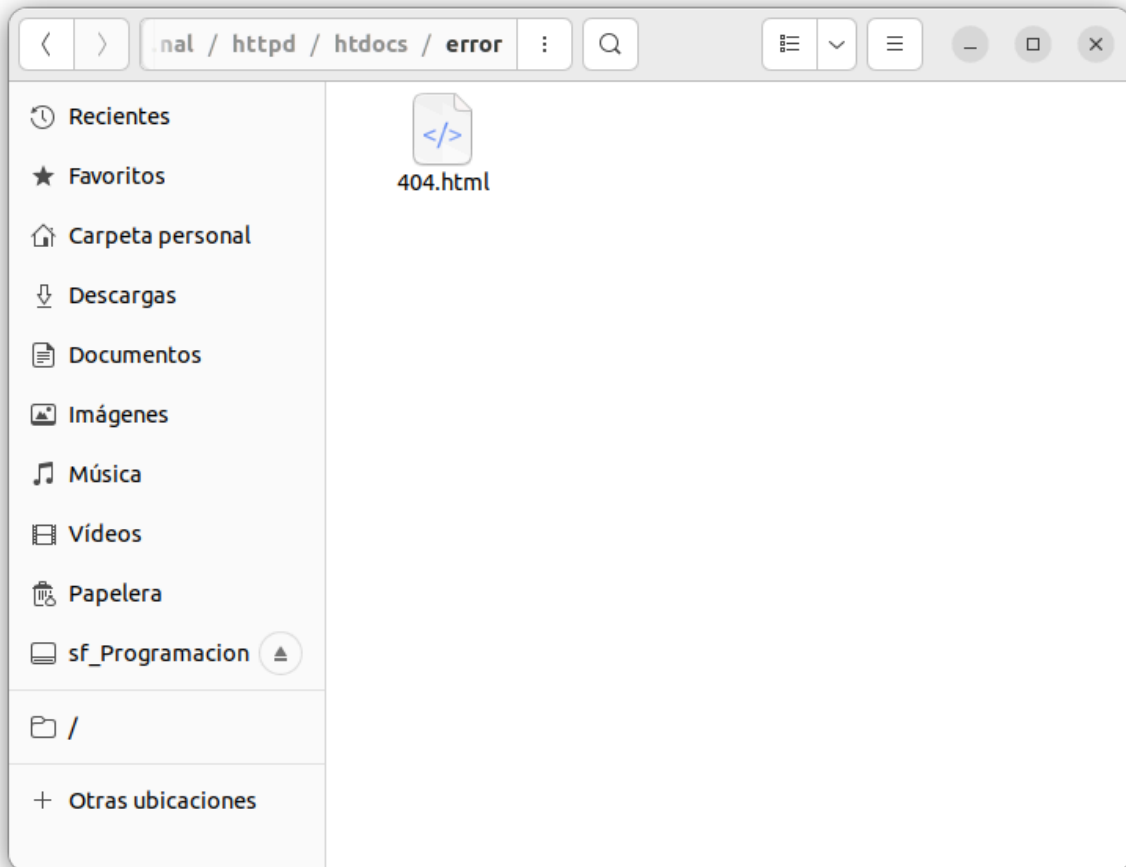 nal / httpd / htdocs / error
Recientes
Favoritos
Carpeta personal
Descargas
Documentos
Imágenes
Música
Vídeos
Papelera
sf_Programacion
/
Otras ubicaciones
</>
404.html